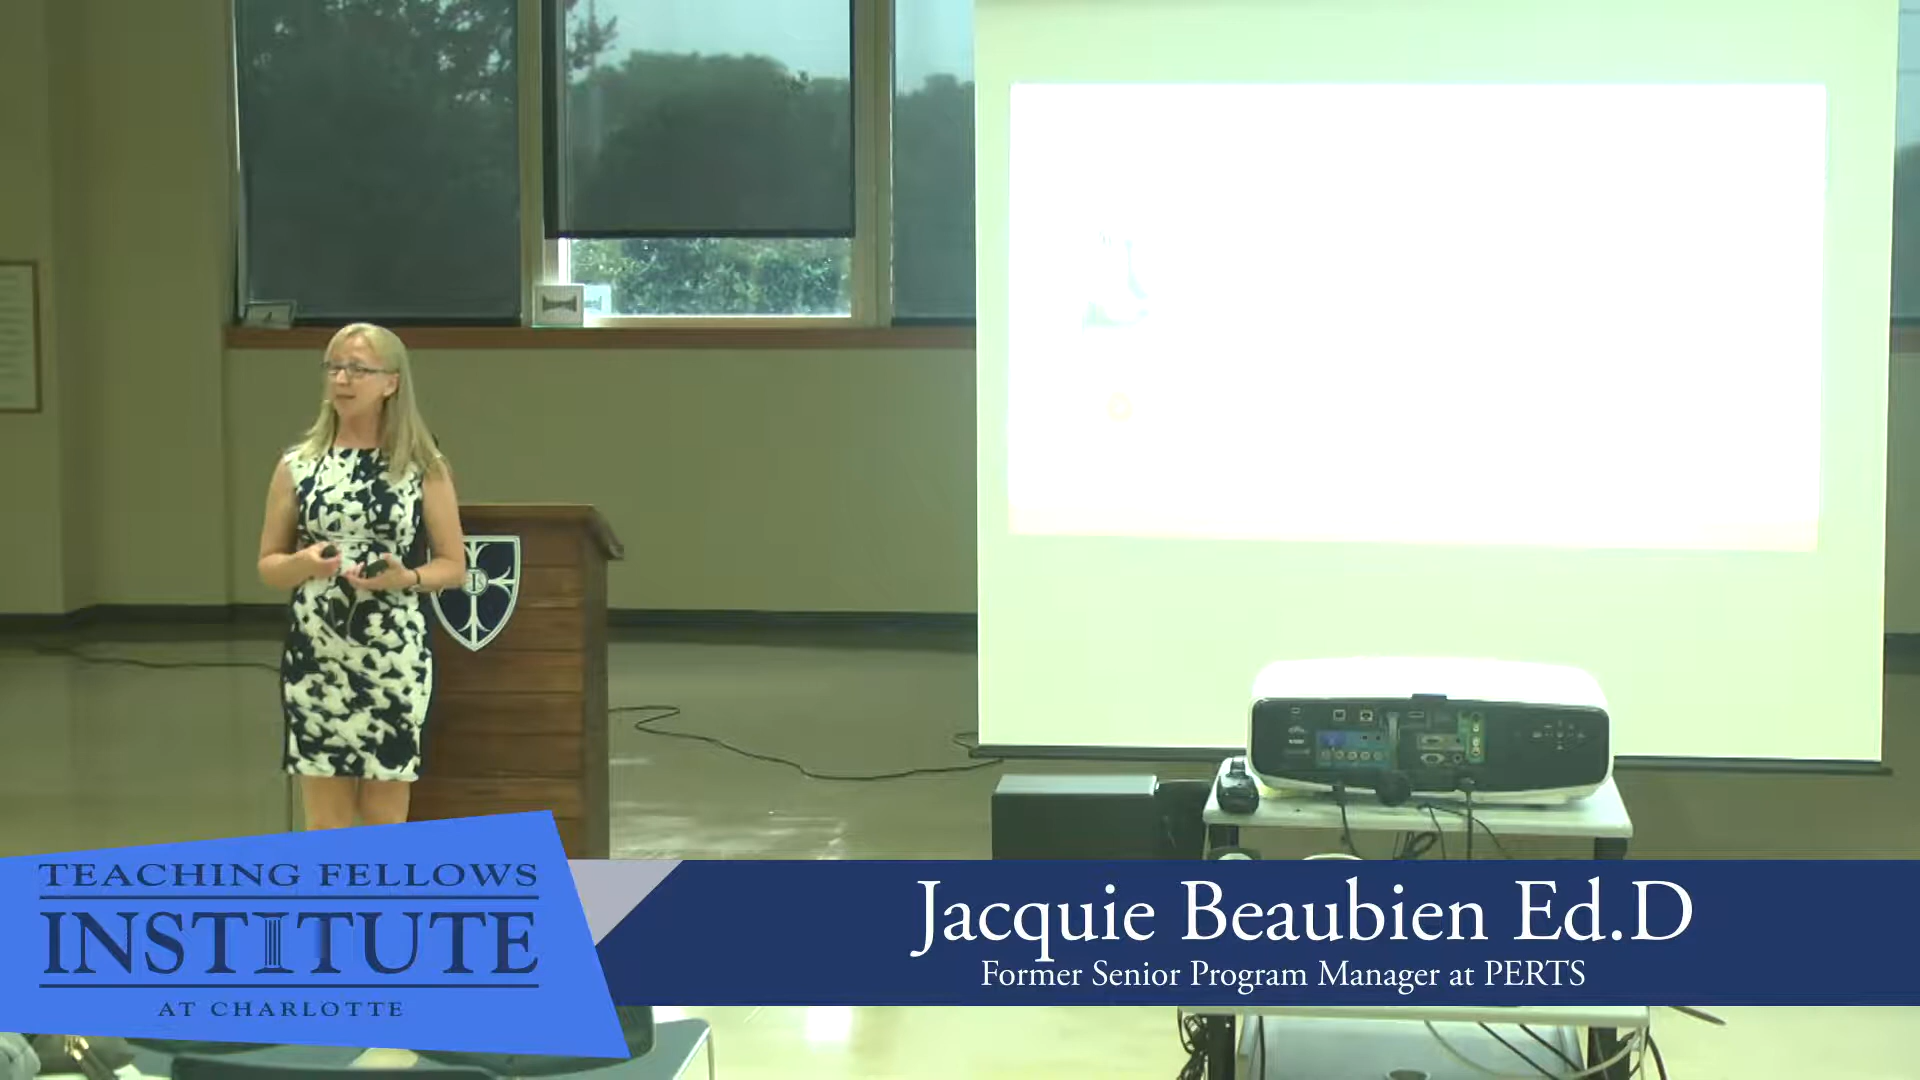 TEACHING FELLOWS
INSTITUTE
AT CHARLOTTE
Jacquie Beaubien Ed.D
Former Senior Program Manager at PERTS